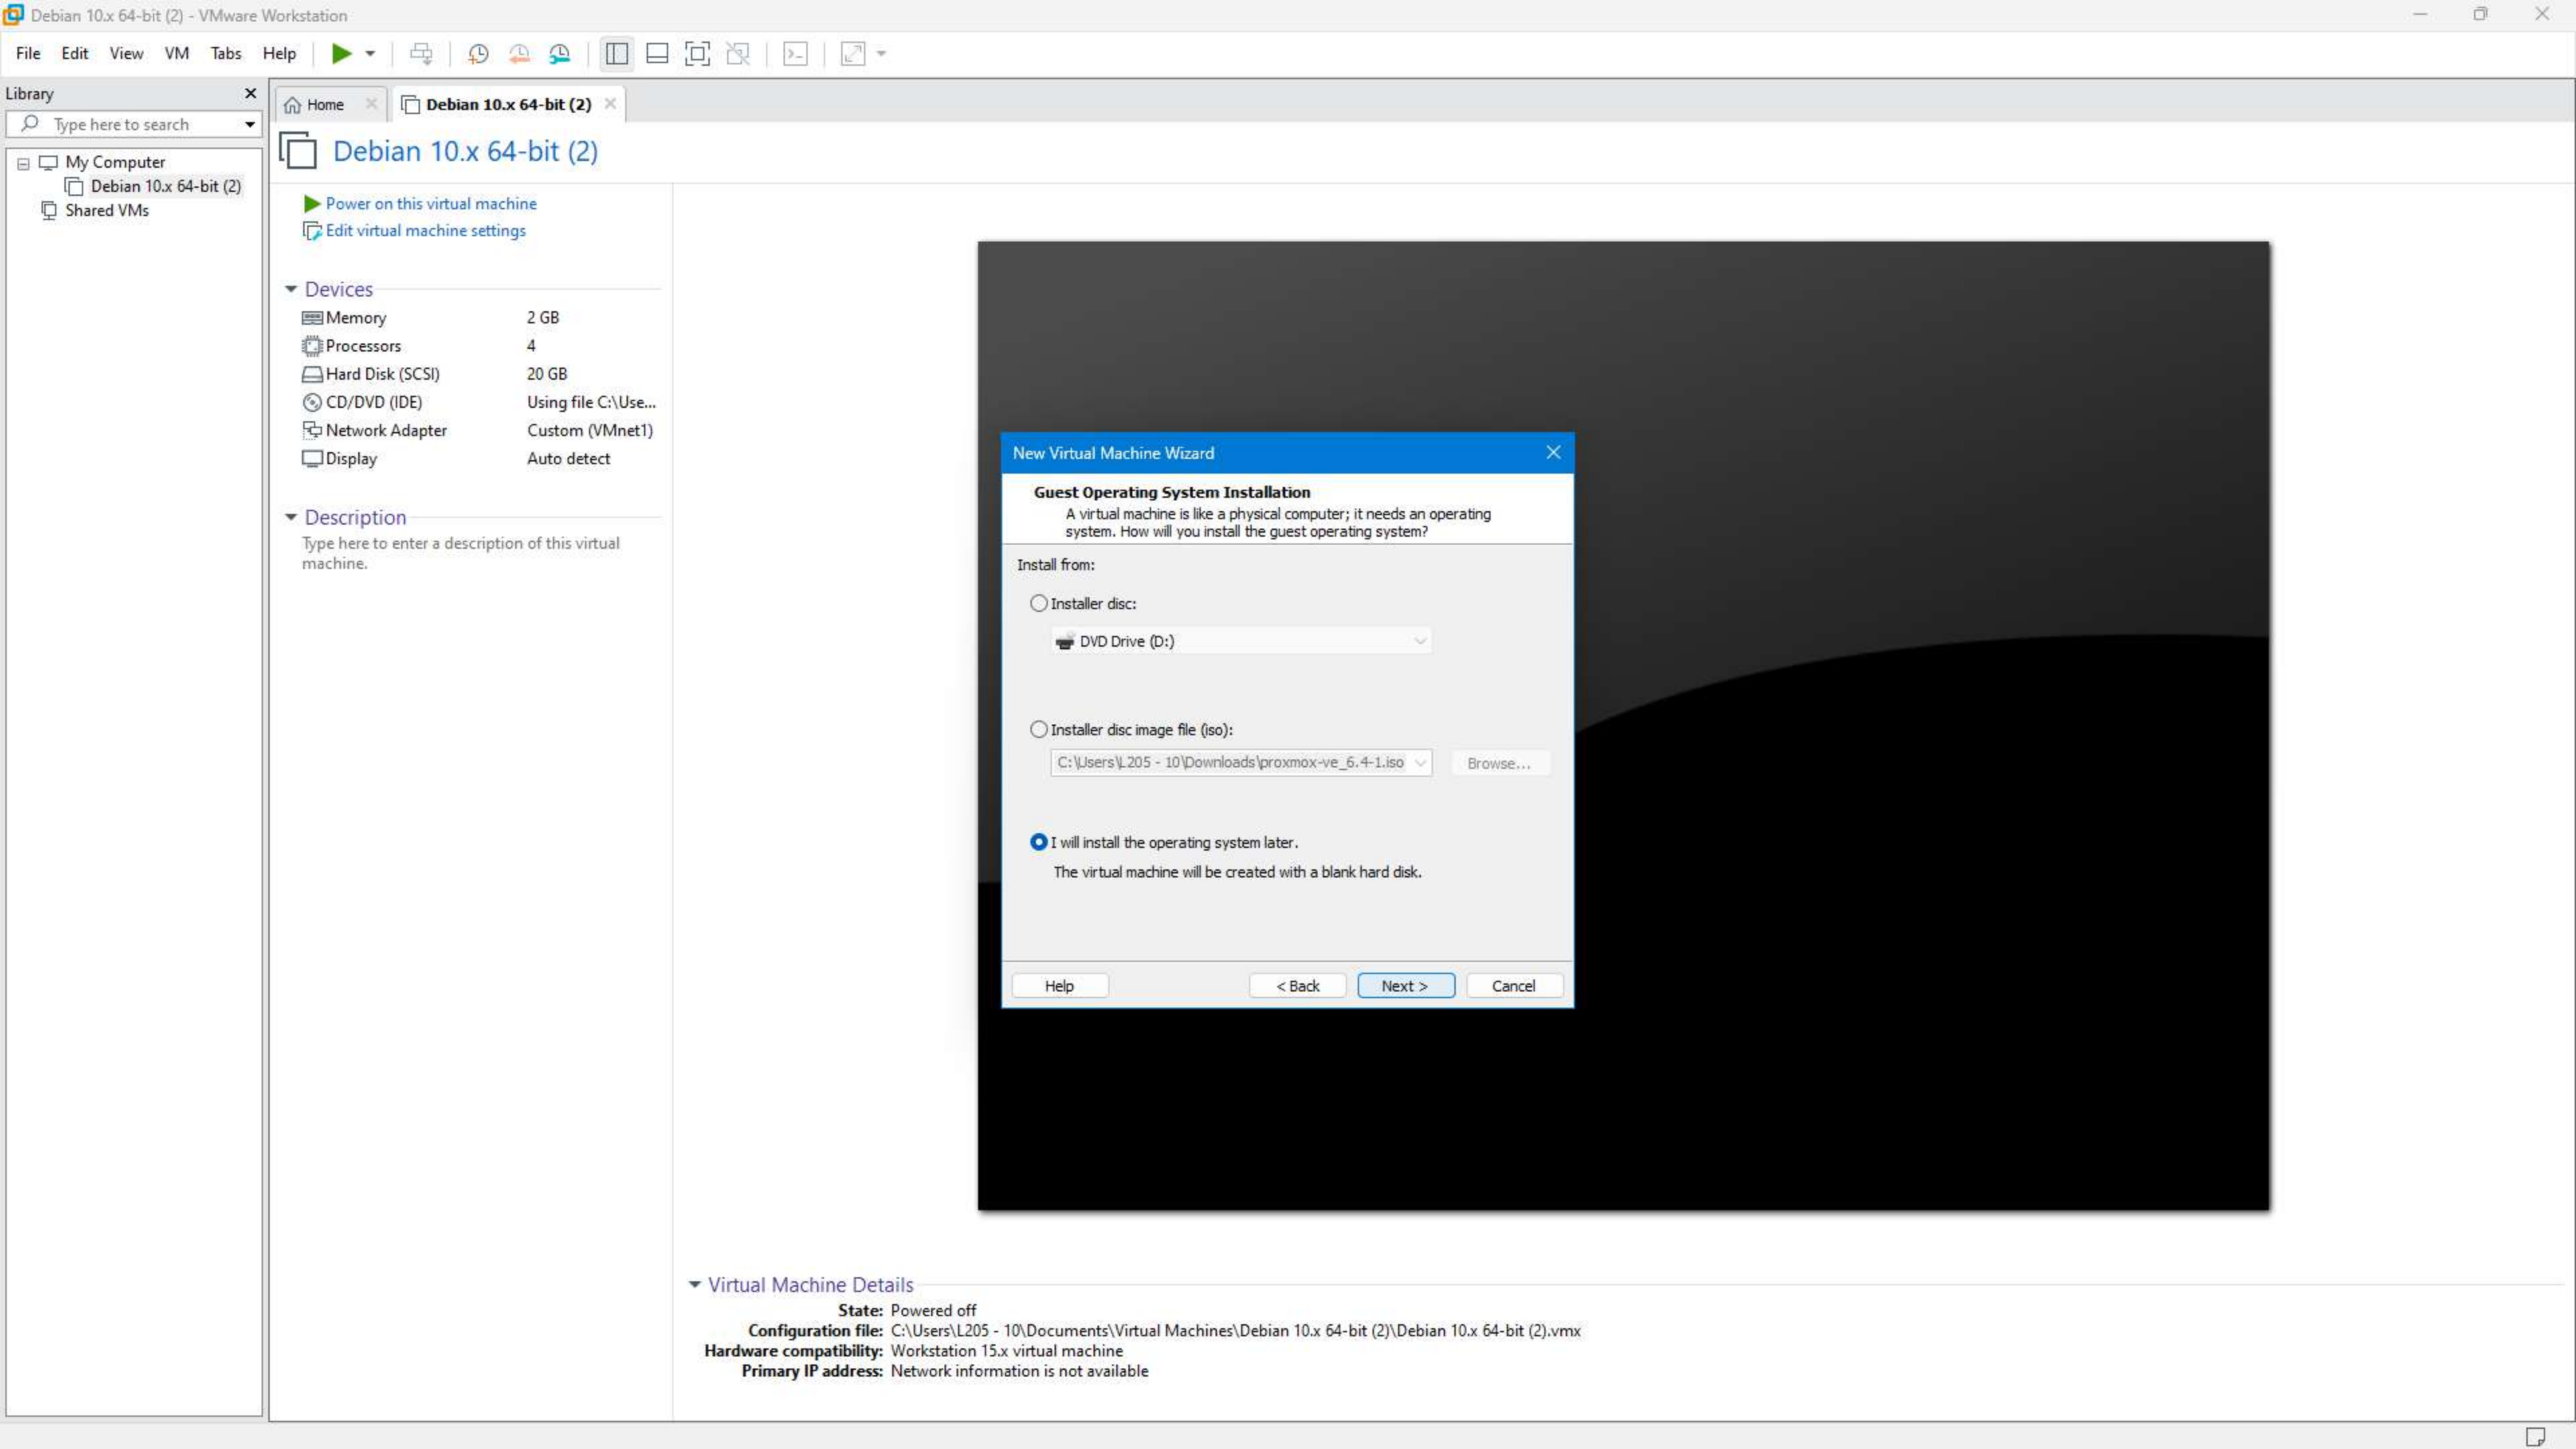 Debian 10.x 64-bit (2) - VMware Workstation
File Edit View VM Tabs Help
Library
Type here to search
My Computer
Debian 10.x 64-bit (2)
Shared VMs
Home
Debian 10.x 64-bit (2)
Debian 10.x 64-bit (2)
Power on this virtual machine
Edit virtual machine settings
Devices
Memory 2 GB
Processors 4
Hard Disk (SCSI) 20 GB
CD/DVD (IDE) Using file C:\Use...
Network Adapter Custom (VMnet1)
Display Auto detect
Description
Type here to enter a description of this virtual
machine.
New Virtual Machine Wizard
Guest Operating System Installation
A virtual machine is like a physical computer; it needs an operating
system. How will you install the guest operating system?
Install from:
Installer disc:
DVD Drive (D:)
Installer disc image file (iso):
C:\Users\L205 - 10\Downloads\proxmox-ve_6.4-1.iso
Browse...
I will install the operating system later.
The virtual machine will be created with a blank hard disk.
Help < Back Next > Cancel
Virtual Machine Details
State: Powered off
Configuration file: C:\Users\L205 - 10\Documents\Virtual Machines\Debian 10.x 64-bit (2)\Debian 10.x 64-bit (2).vmx
Hardware compatibility: Workstation 15.x virtual machine
Primary IP address: Network information is not available